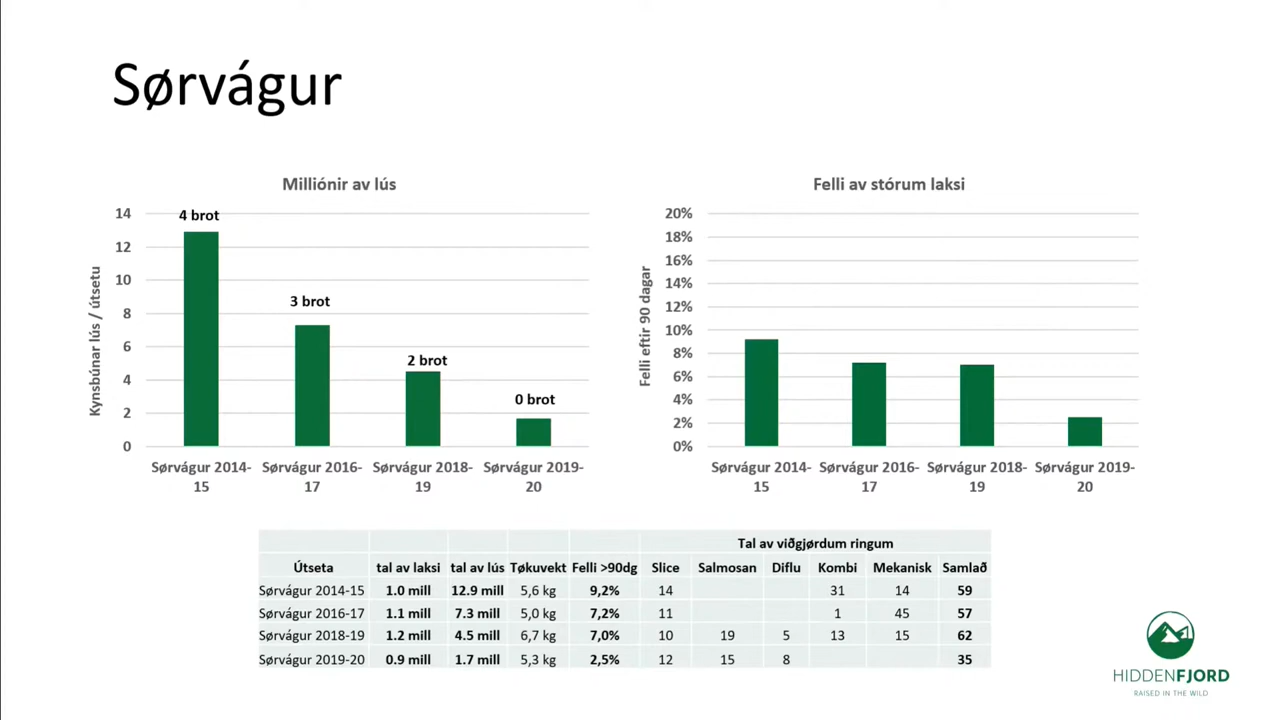 Sørvágur
Milliónir av lús
Kynsbúnar lús / útsetu
14
12
10
8
6
4
2
0
4 brot
3 brot
2 brot
0 brot
Sørvágur 2014-
15
Sørvágur 2016-
17
Sørvágur 2018-
19
Sørvágur 2019-
20
Felli av stórum laksi
Felli eftir 90 dagar
20%
18%
16%
14%
12%
10%
8%
6%
4%
2%
0%
Sørvágur 2014-
15
Sørvágur 2016-
17
Sørvágur 2018-
19
Sørvágur 2019-
20
Tal av viðgjørdum ringum
Útseta tal av laksi tal av lús Tøkuvekt Felli >90dg Slice Salmosan Diflu Kombi Mekanisk Samlað
Sørvágur 2014-15 1.0 mill 12.9 mill 5,6 kg 9,2% 14 31 14 59
Sørvágur 2016-17 1.1 mill 7.3 mill 5,0 kg 7,2% 11 1 45 57
Sørvágur 2018-19 1.2 mill 4.5 mill 6,7 kg 7,0% 10 19 5 13 15 62
Sørvágur 2019-20 0.9 mill 1.7 mill 5,3 kg 2,5% 12 15 8 35
HIDDENFJORD
RAISED IN THE WILD